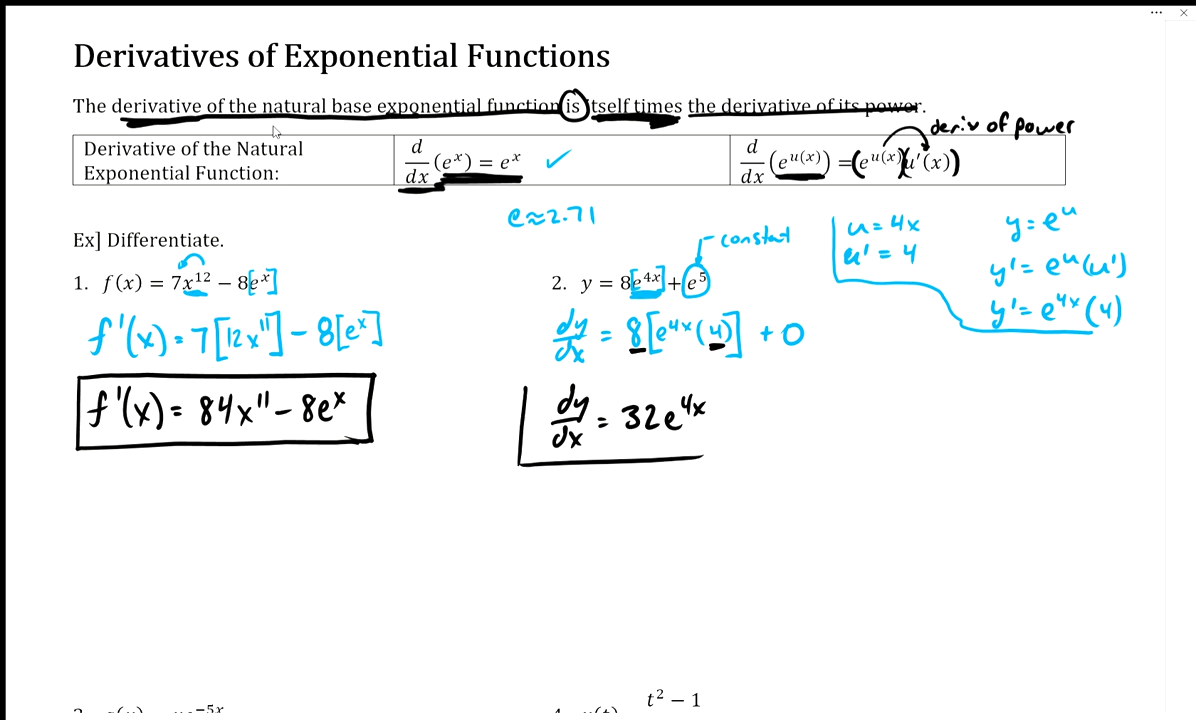 Derivatives of Exponential Functions
The derivative of the natural base exponential function is itself times the derivative of its power.
deriv of power
Derivative of the Natural
Exponential Function:
d/dx (e^x) = e^x ✓
d/dx (e^{u(x)}) = (e^{u(x)})(u'(x))
e≈2.71
Ex] Differentiate.
constant
u = 4x
u' = 4
y = e^u
y' = e^u(u')
y' = e^{4x}(4)
1. f(x) = 7x^{12} − 8[e^x]
f'(x) = 7[12x^{11}] − 8[e^x]
f'(x) = 84x^{11} − 8e^x
2. y = 8[e^{4x}] + e^5
dy/dx = 8[e^{4x}(4)] + 0
dy/dx = 32e^{4x}
t² − 1